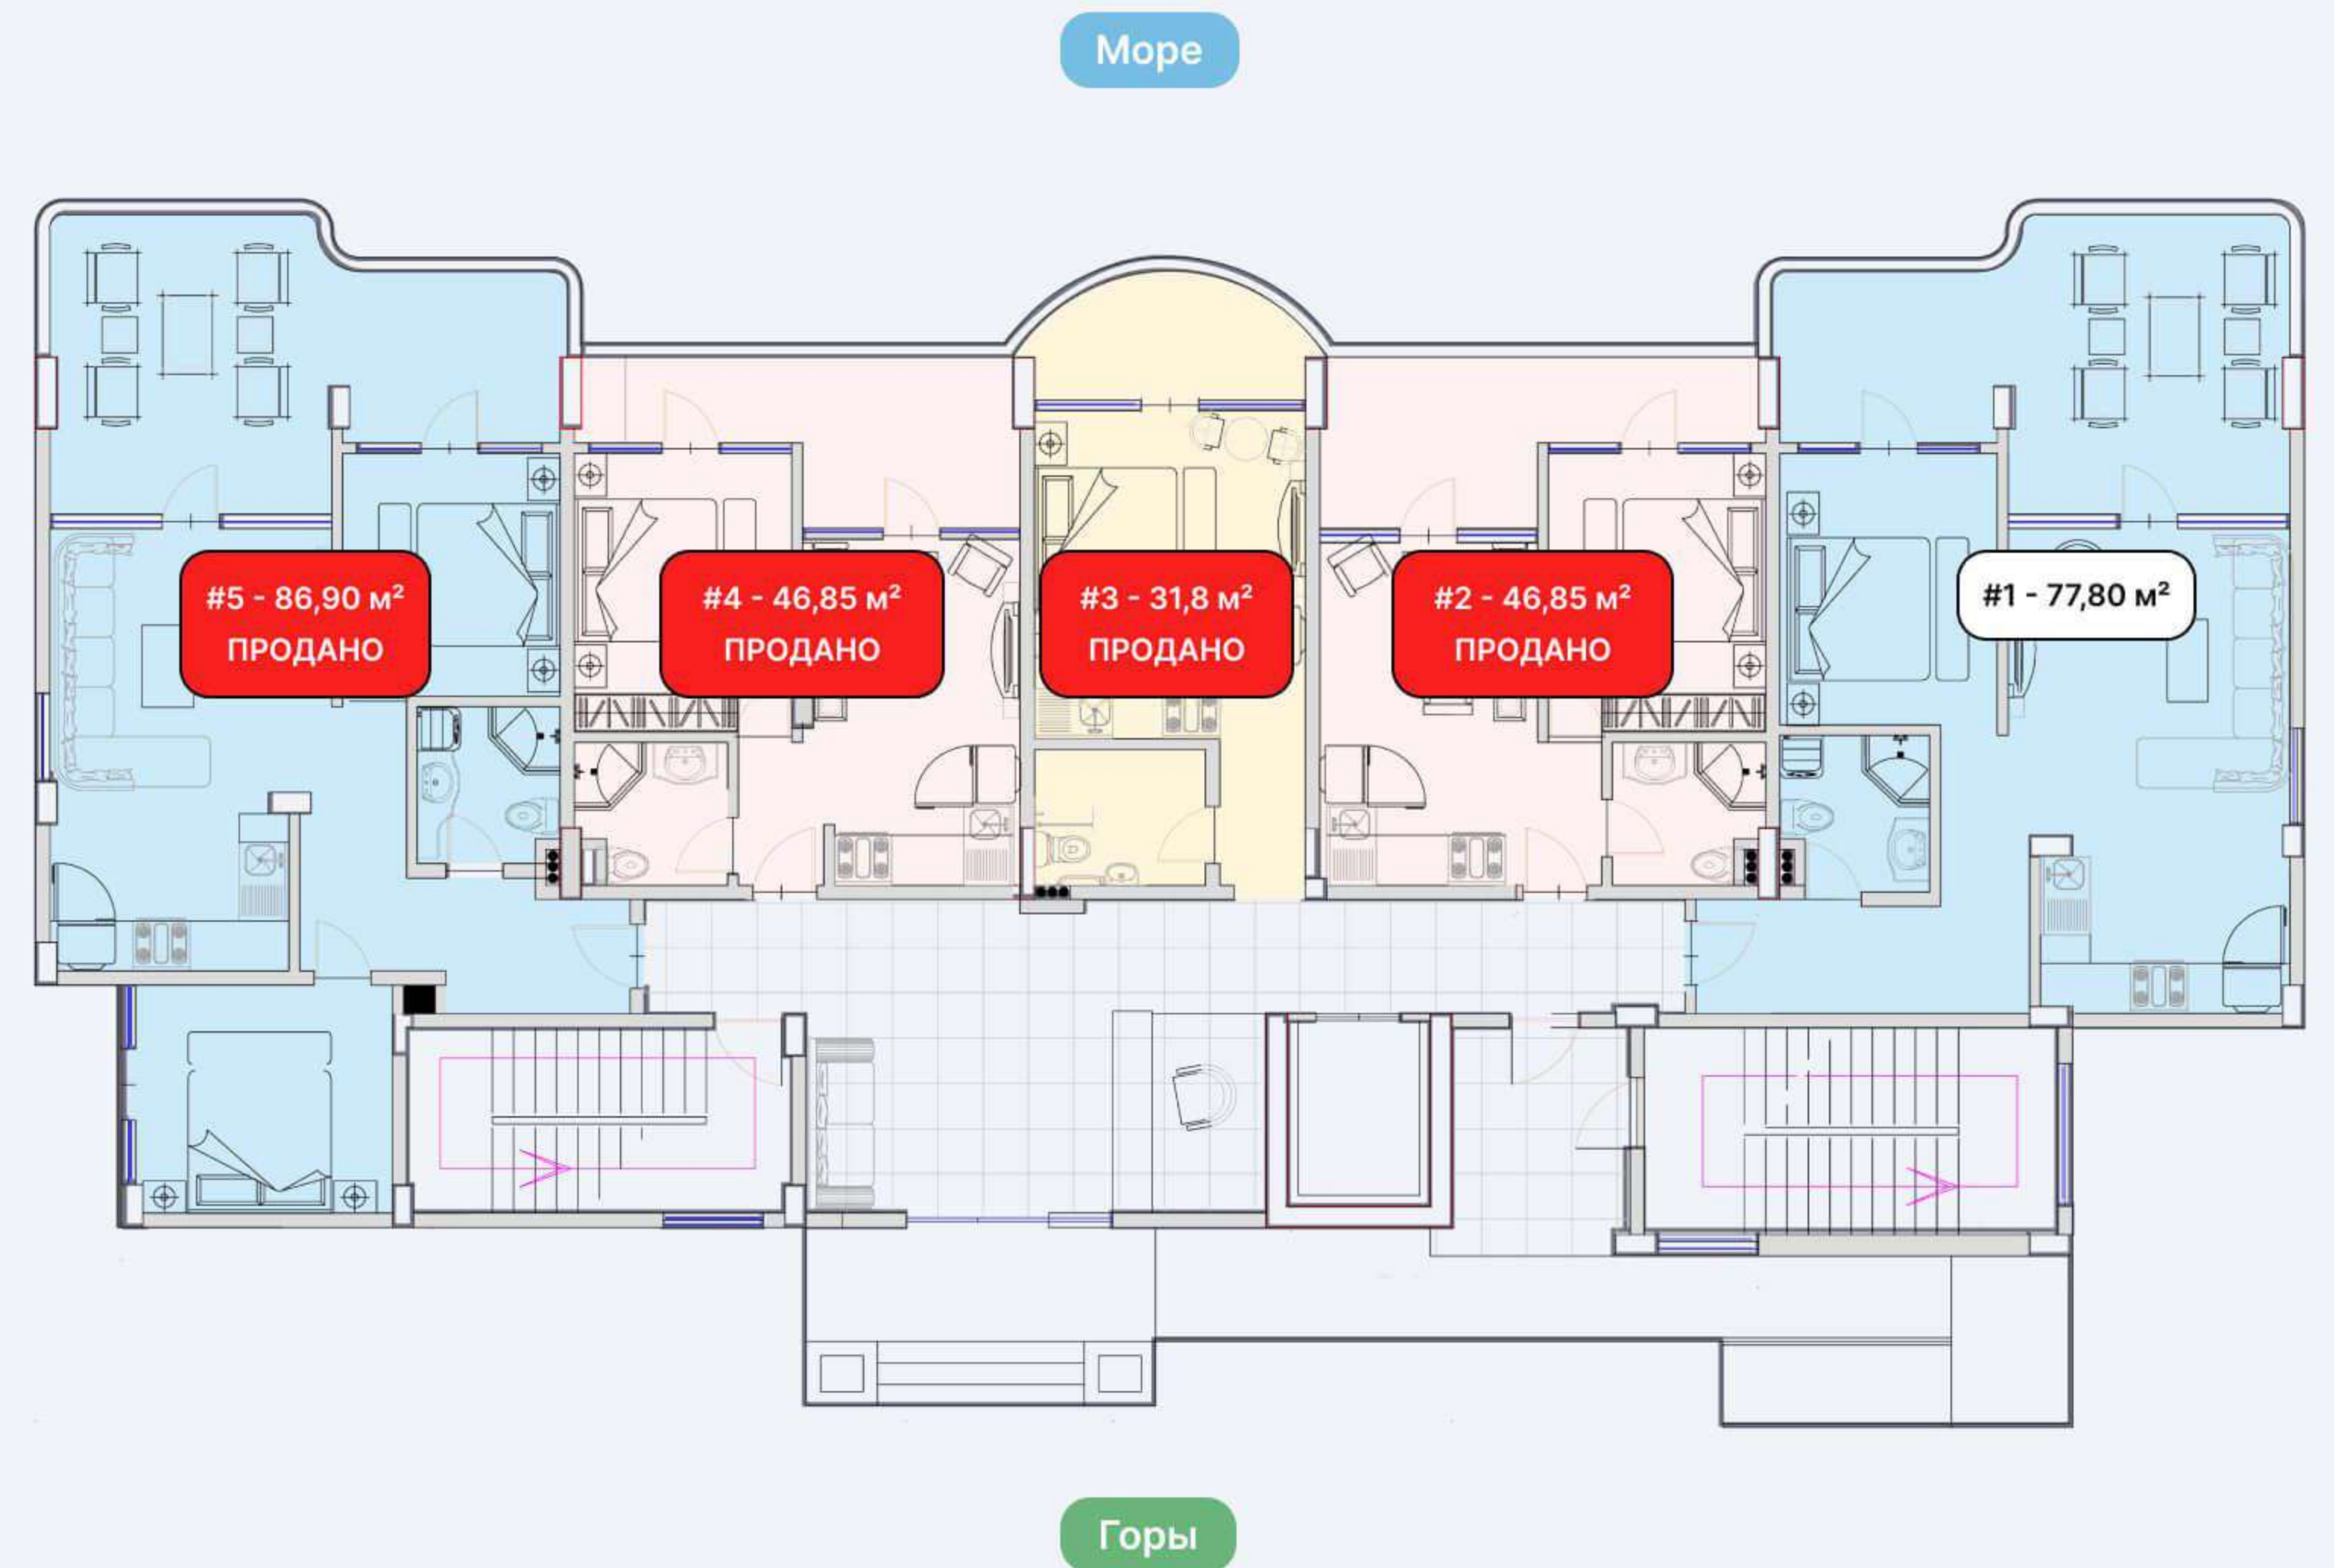 Море
#5 - 86,90 м²
ПРОДАНО
#4 - 46,85 м²
ПРОДАНО
#3 - 31,8 м²
ПРОДАНО
#2 - 46,85 м²
ПРОДАНО
#1 - 77,80 м²
Горы